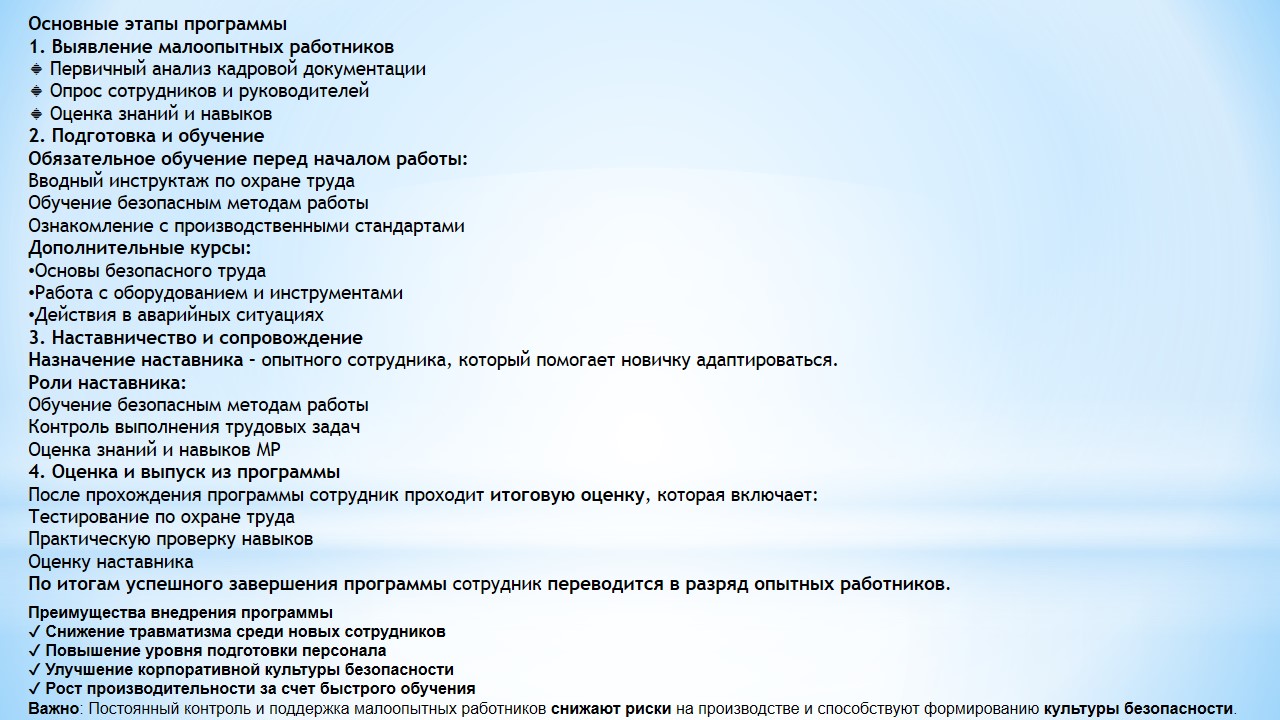 Основные этапы программы
1. Выявление малоопытных работников
🔹 Первичный анализ кадровой документации
🔹 Опрос сотрудников и руководителей
🔹 Оценка знаний и навыков
2. Подготовка и обучение
Обязательное обучение перед началом работы:
Вводный инструктаж по охране труда
Обучение безопасным методам работы
Ознакомление с производственными стандартами
Дополнительные курсы:
•Основы безопасного труда
•Работа с оборудованием и инструментами
•Действия в аварийных ситуациях
3. Наставничество и сопровождение
Назначение наставника – опытного сотрудника, который помогает новичку адаптироваться.
Роли наставника:
Обучение безопасным методам работы
Контроль выполнения трудовых задач
Оценка знаний и навыков МР
4. Оценка и выпуск из программы
После прохождения программы сотрудник проходит итоговую оценку, которая включает:
Тестирование по охране труда
Практическую проверку навыков
Оценку наставника
По итогам успешного завершения программы сотрудник переводится в разряд опытных работников.
Преимущества внедрения программы
✓ Снижение травматизма среди новых сотрудников
✓ Повышение уровня подготовки персонала
✓ Улучшение корпоративной культуры безопасности
✓ Рост производительности за счет быстрого обучения
Важно: Постоянный контроль и поддержка малоопытных работников снижают риски на производстве и способствуют формированию культуры безопасности.